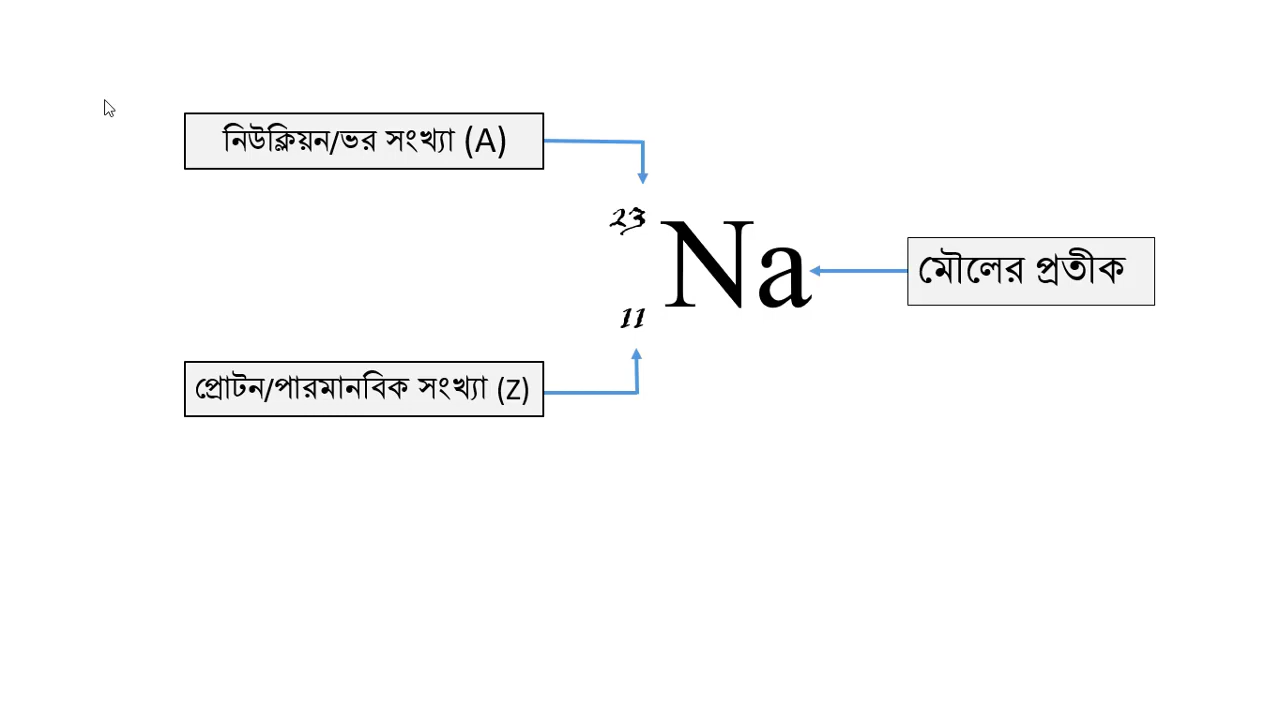 নিউক্লিয়ন/ভর সংখ্যা (A)
23
Na
মৌলের প্রতীক
11
প্রোটন/পারমানবিক সংখ্যা (Z)